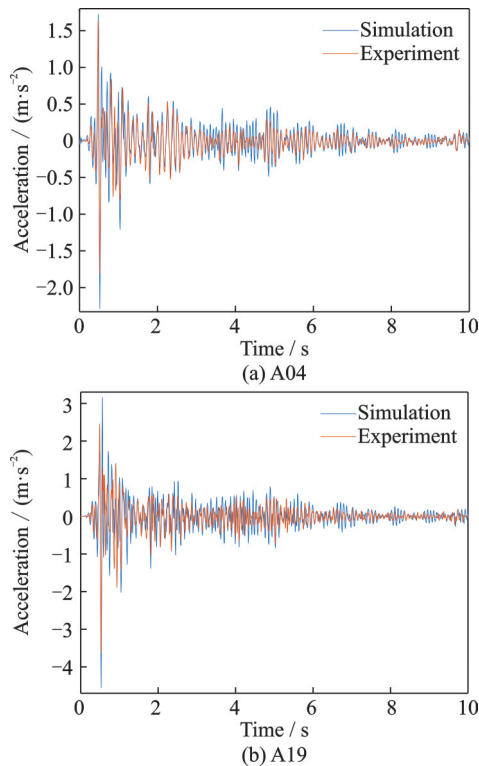 1.5
1.0
0.5
0
−0.5
−1.0
−1.5
−2.0
Acceleration / (m·s⁻²)
Simulation
Experiment
0 2 4 6 8 10
Time / s
(a) A04
3
2
1
0
−1
−2
−3
−4
Acceleration / (m·s⁻²)
Simulation
Experiment
0 2 4 6 8 10
Time / s
(b) A19